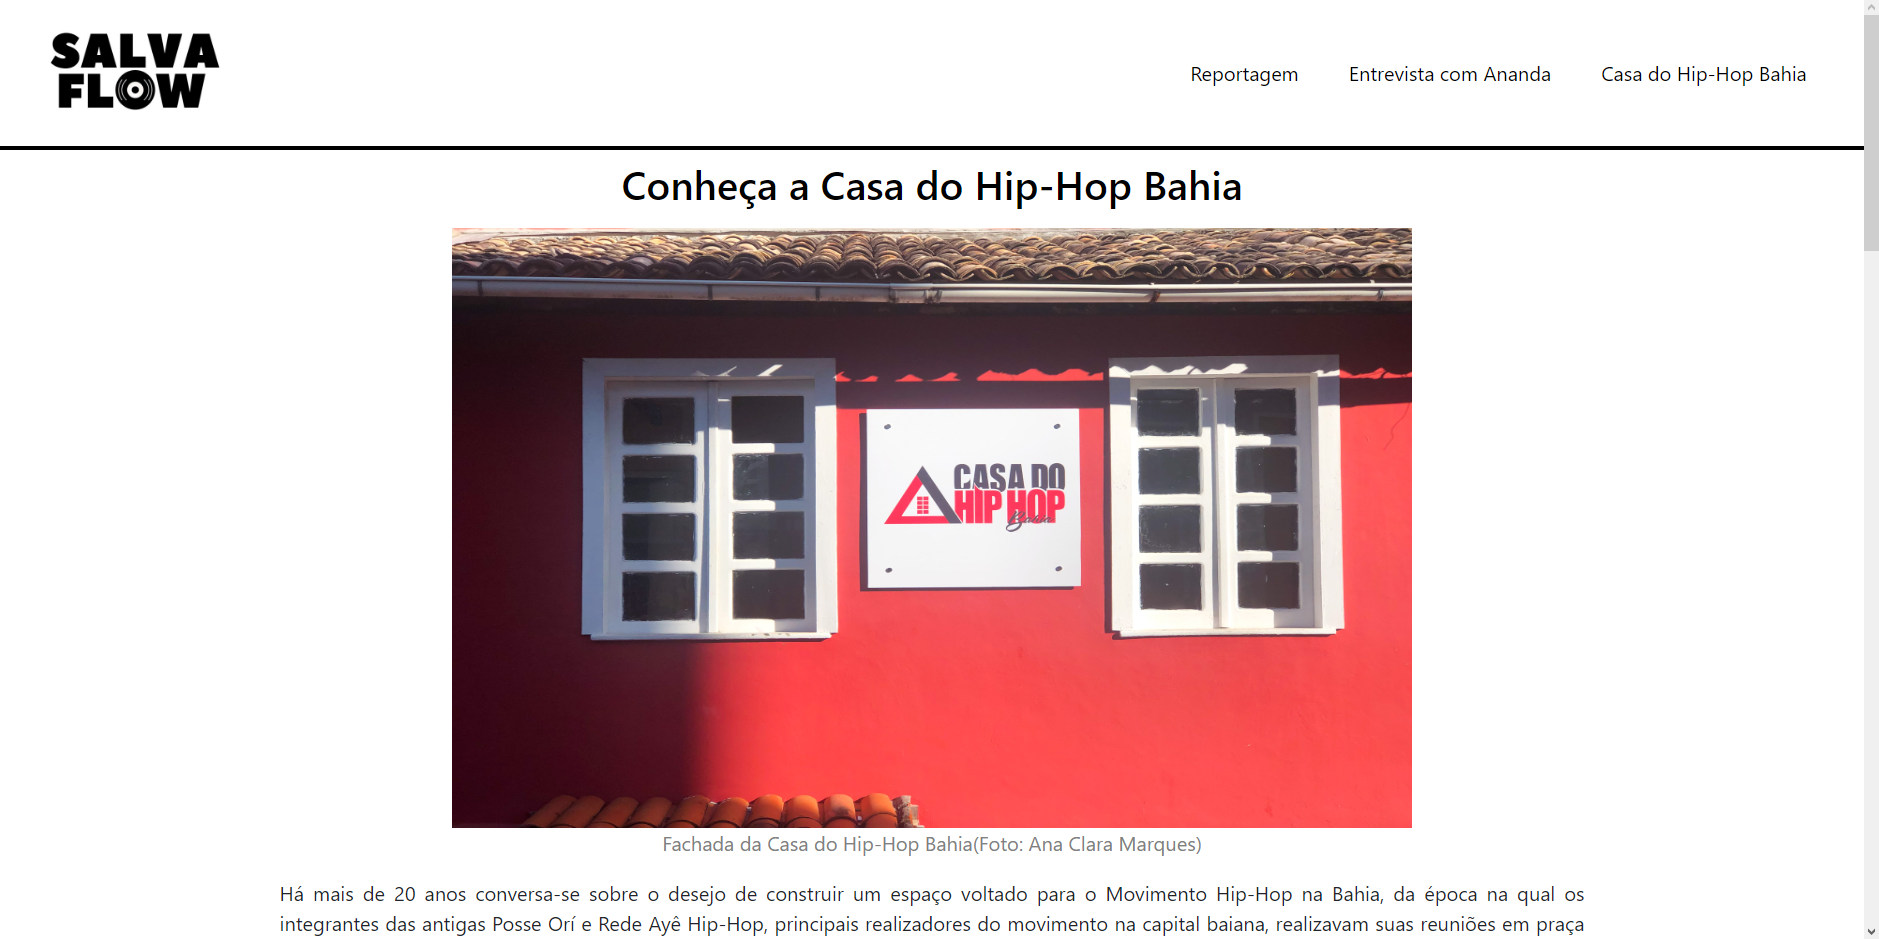 SALVA
FLOW
Reportagem
Entrevista com Ananda
Casa do Hip-Hop Bahia
Conheça a Casa do Hip-Hop Bahia
CASA DO
HIP HOP
Bahia
Fachada da Casa do Hip-Hop Bahia(Foto: Ana Clara Marques)
Há mais de 20 anos conversa-se sobre o desejo de construir um espaço voltado para o Movimento Hip-Hop na Bahia, da época na qual os
integrantes das antigas Posse Orí e Rede Ayê Hip-Hop, principais realizadores do movimento na capital baiana, realizavam suas reuniões em praça